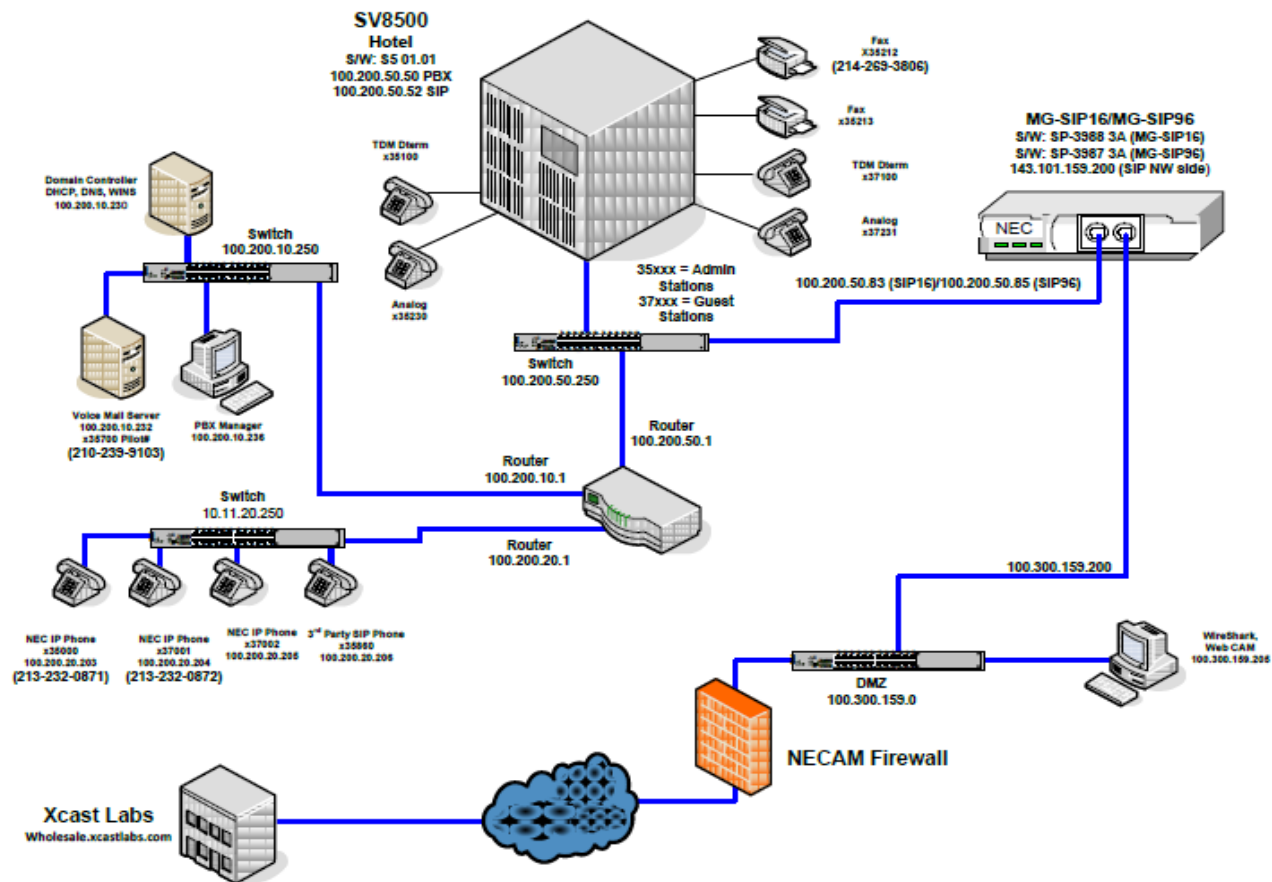 SV8500
Hotel
S/W: S5 01.01
100.200.50.50 PBX
100.200.50.52 SIP
Fax
X35212
(214-269-3806)
Fax
x35213
TDM Dterm
x37100
Analog
x37231
TDM Dterm
x35100
Analog
x35230
MG-SIP16/MG-SIP96
S/W: SP-3988 3A (MG-SIP16)
S/W: SP-3987 3A (MG-SIP96)
143.101.159.200 (SIP NW side)
NEC
Domain Controller
DHCP, DNS, WINS
100.200.10.230
Switch
100.200.10.250
35xxx = Admin
Stations
37xxx = Guest
Stations
100.200.50.83 (SIP16)/100.200.50.85 (SIP96)
Switch
100.200.50.250
Voice Mail Server
100.200.10.232
x35700 Pilot#
(210-239-9103)
PBX Manager
100.200.10.236
Router
100.200.50.1
Router
100.200.10.1
Switch
10.11.20.250
Router
100.200.20.1
NEC IP Phone
x35000
100.200.20.203
(213-232-0871)
NEC IP Phone
x37001
100.200.20.204
(213-232-0872)
NEC IP Phone
x37002
100.200.20.205
3rd Party SIP Phone
x35860
100.200.20.206
100.300.159.200
WireShark,
Web CAM
100.300.159.205
DMZ
100.300.159.0
NECAM Firewall
Xcast Labs
Wholesale.xcastlabs.com